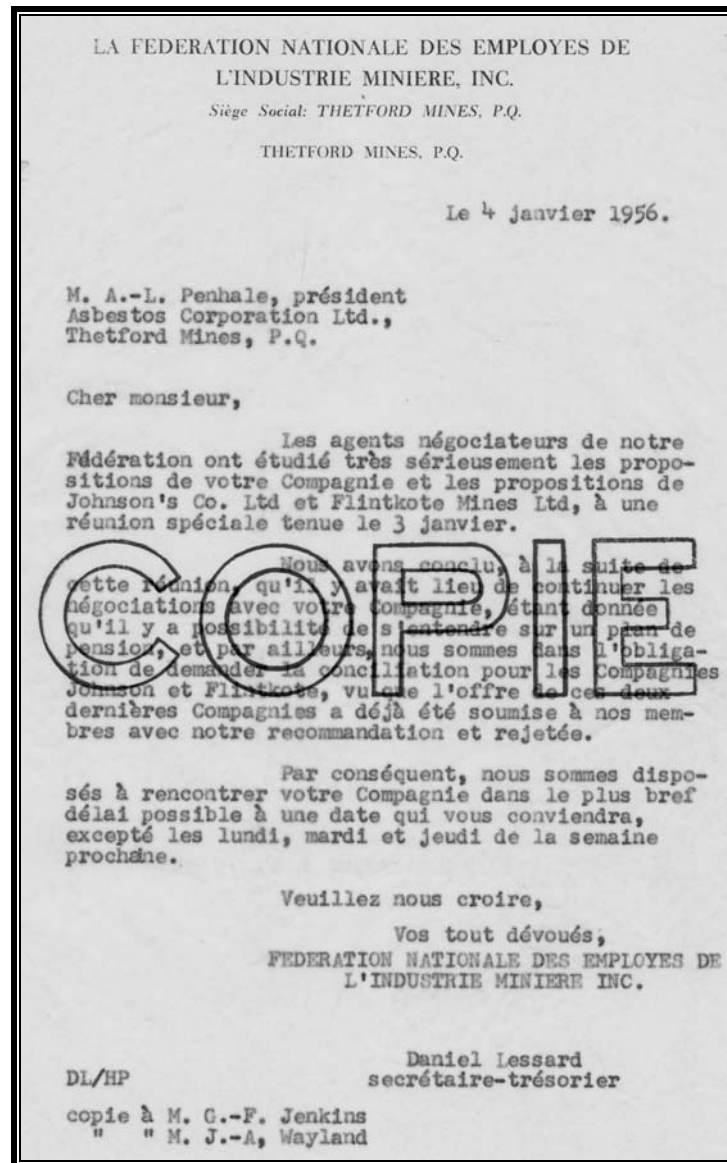 LA FEDERATION NATIONALE DES EMPLOYES DE
L'INDUSTRIE MINIERE, INC.
Siège Social: THETFORD MINES, P.Q.
THETFORD MINES, P.Q.
Le 4 janvier 1956.
M. A.-L. Penhale, président
Asbestos Corporation Ltd.,
Thetford Mines, P.Q.
Cher monsieur,
Les agents négociateurs de notre
Fédération ont étudié très sérieusement les propo-
sitions de votre Compagnie et les propositions de
Johnson's Co. Ltd et Flintkote Mines Ltd, à une
réunion spéciale tenue le 3 janvier.
COPIE
Nous avons conclu, à la suite de
cette réunion, qu'il y avait lieu de continuer les
négociations avec votre Compagnie, étant donnée
qu'il y a possibilité de s'entendre sur un plan de
pension, et par ailleurs, nous sommes dans l'obliga-
tion de demander la conciliation pour les Compagnies
Johnson et Flintkote, vu que l'offre de ces deux
dernières Compagnies a déjà été soumise à nos mem-
bres avec notre recommandation et rejetée.
Par conséquent, nous sommes dispo-
sés à rencontrer votre Compagnie dans le plus bref
délai possible à une date qui vous conviendra,
excepté les lundi, mardi et jeudi de la semaine
prochaine.
Veuillez nous croire,
Vos tout dévoués,
FEDERATION NATIONALE DES EMPLOYES DE
L'INDUSTRIE MINIERE INC.
Daniel Lessard
DL/HP secrétaire-trésorier
copie à M. G.-F. Jenkins
" " M. J.-A, Wayland